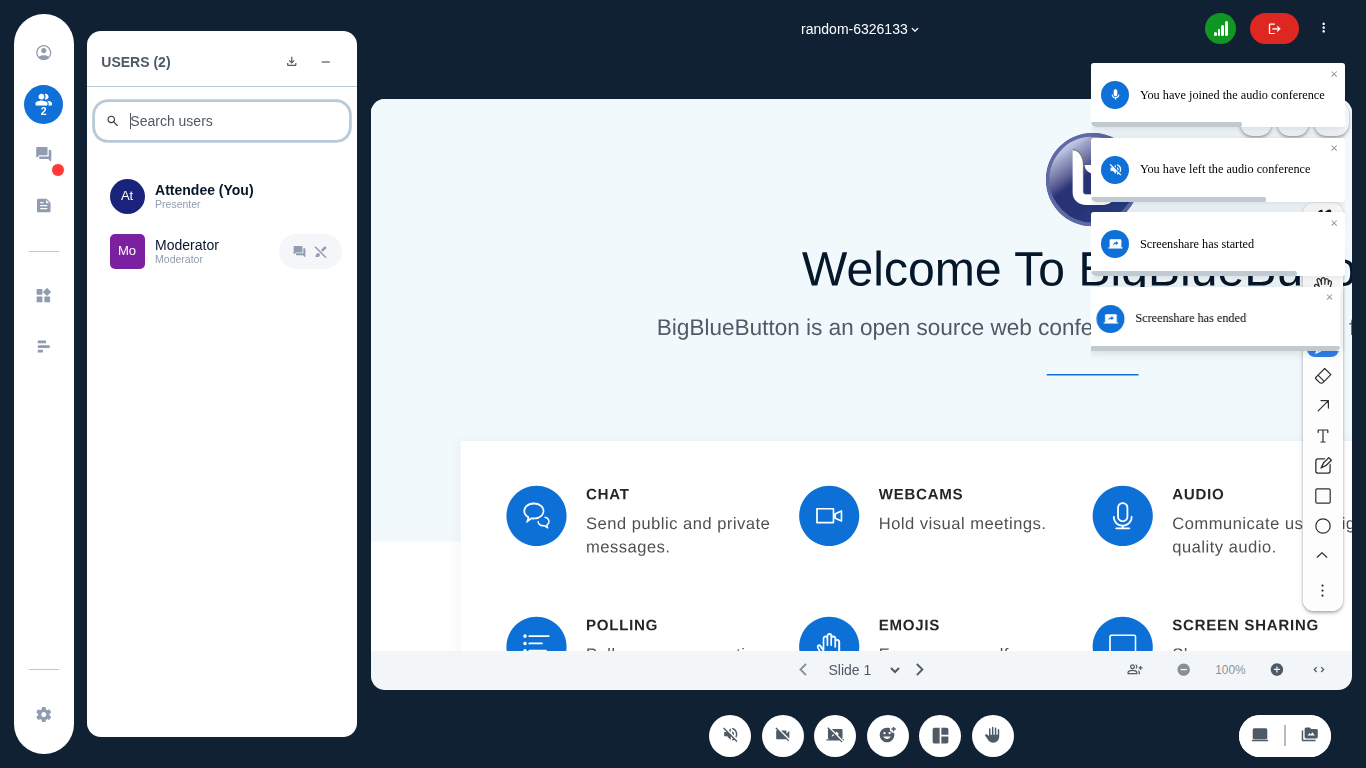 random-6326133
USERS (2)
2
Search users
At
Attendee (You)
Presenter
Mo
Moderator
Moderator
You have joined the audio conference
You have left the audio conference
Screenshare has started
Screenshare has ended
Welcome To
BigBlueButton is an open source web
CHAT
Send public and private
messages.
WEBCAMS
Hold visual meetings.
AUDIO
Communicate
quality audio.
POLLING
EMOJIS
SCREEN SHARING
Slide 1
100%